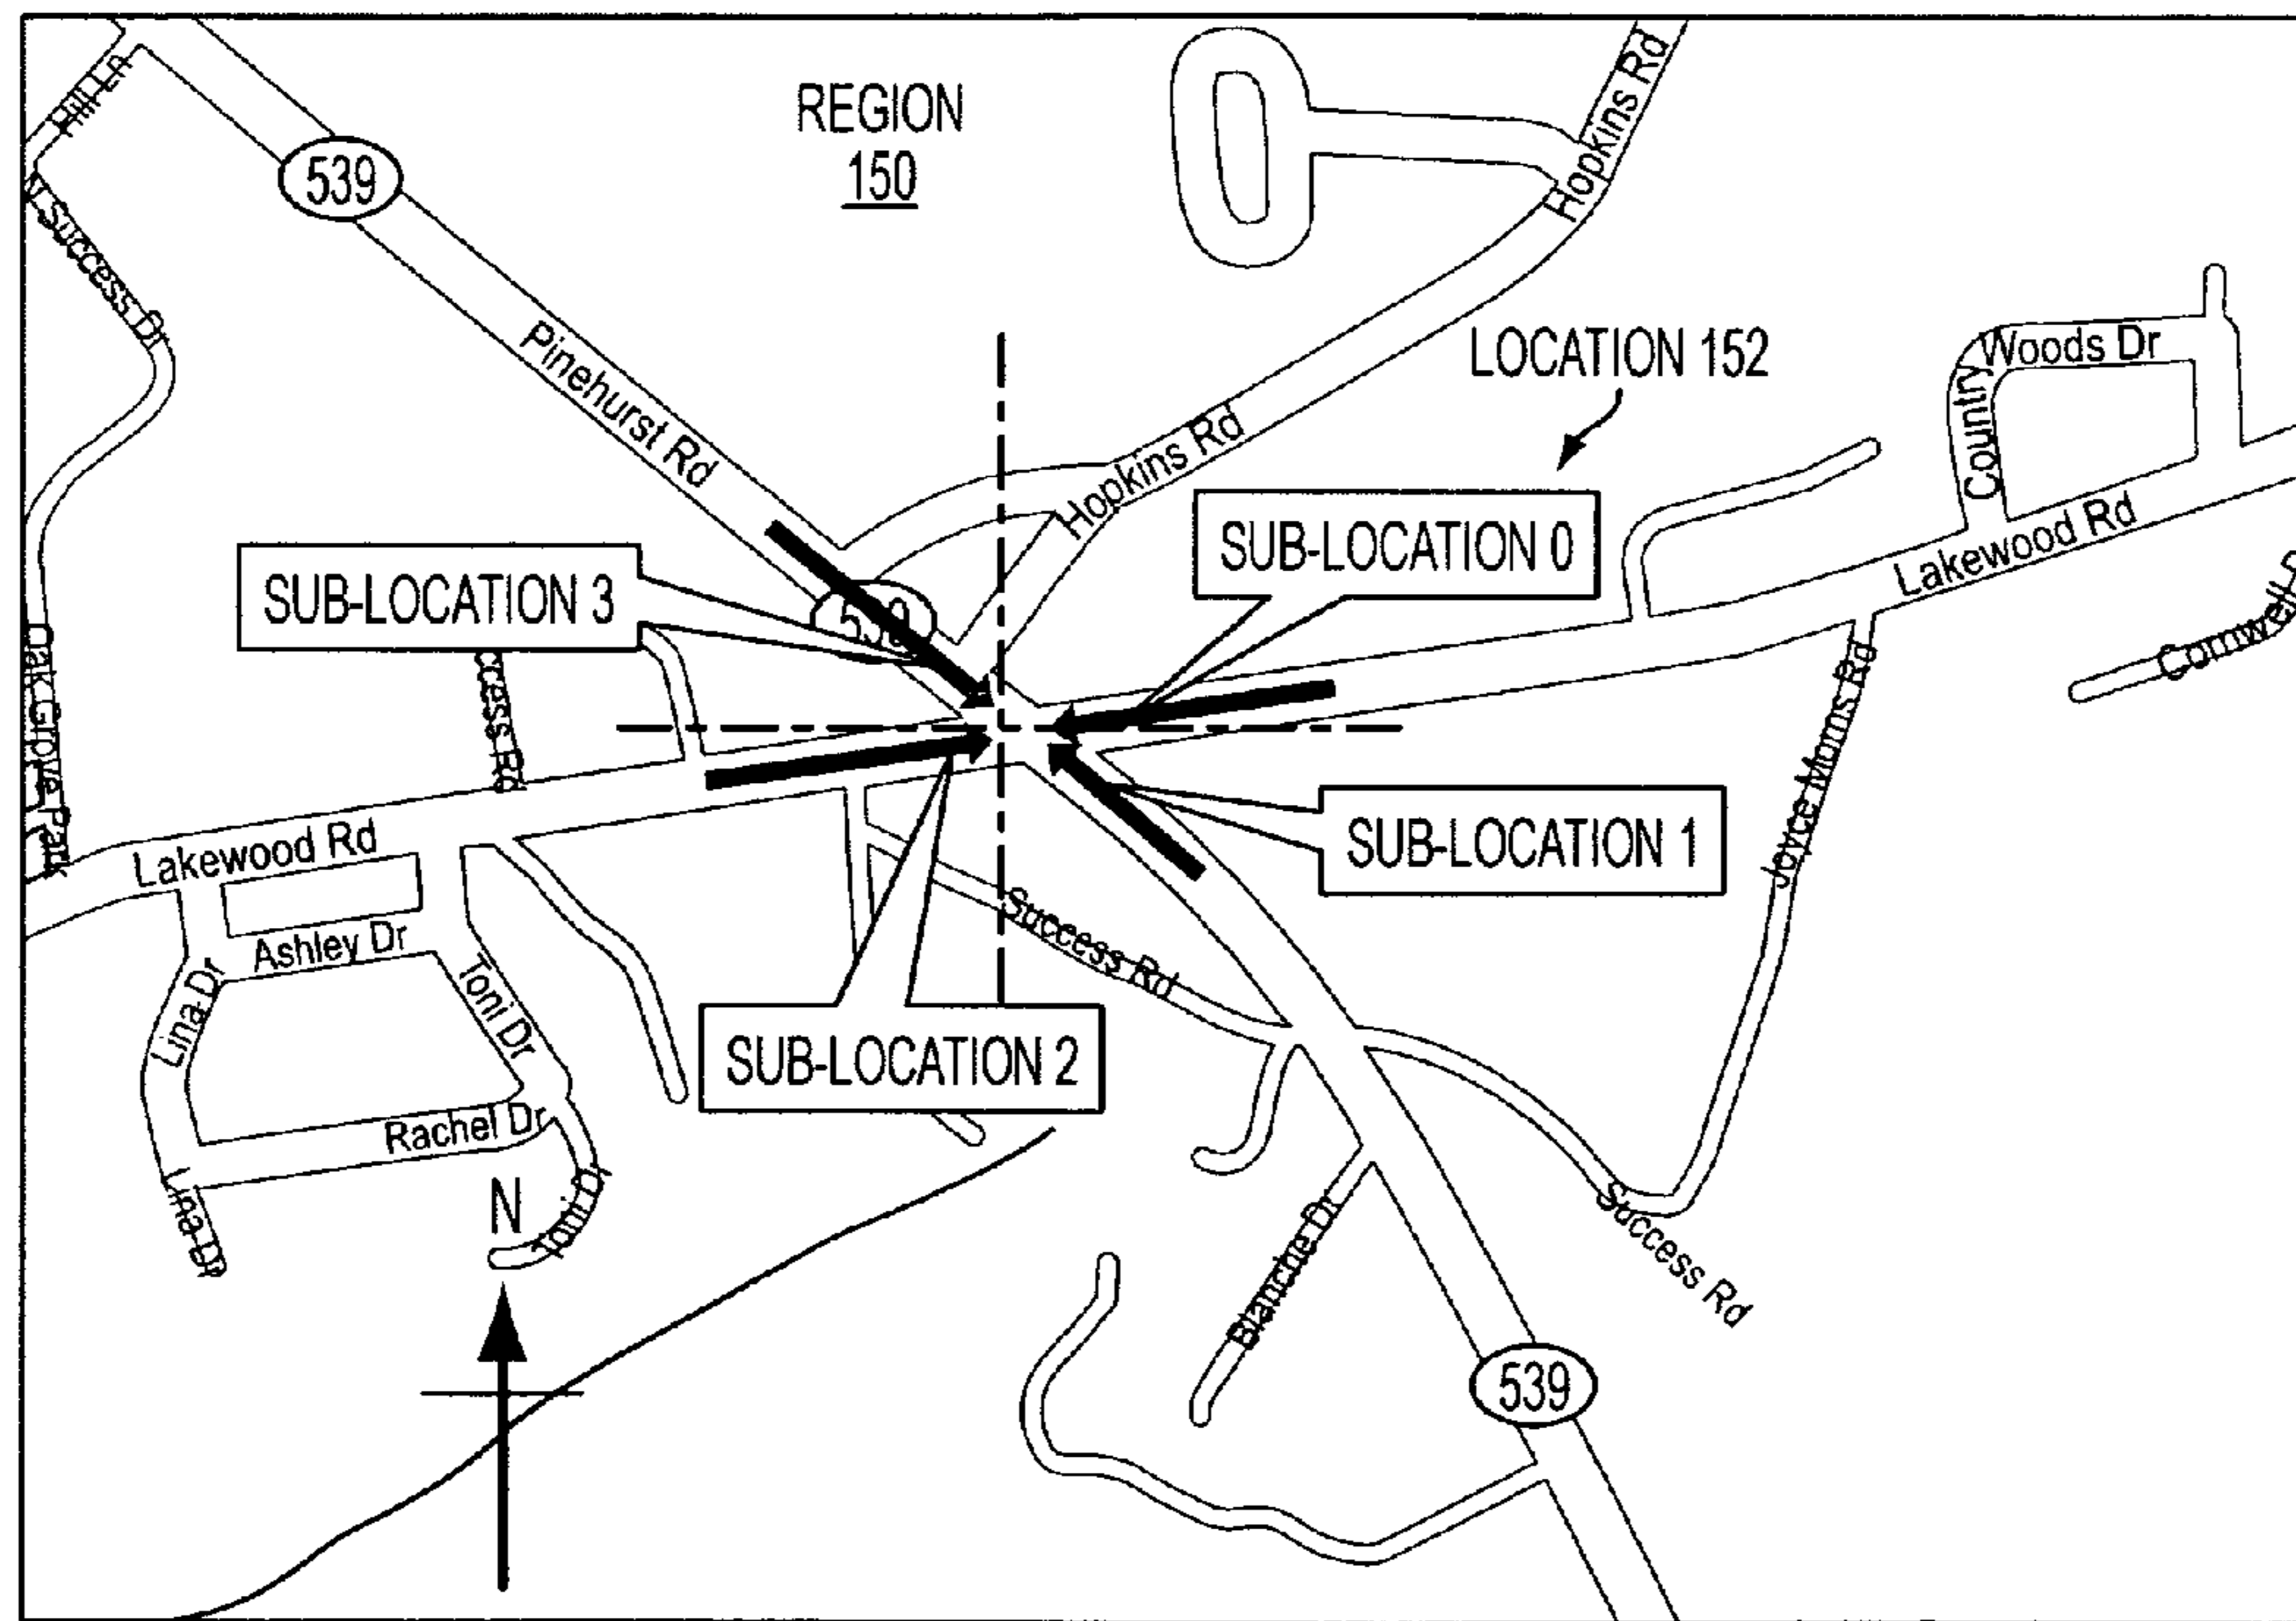 REGION
150
Hill Ln
539
Hopkins Rd
Success Dr
Pinehurst Rd
LOCATION 152
Woods Dr
Country
Hopkins Rd
SUB-LOCATION 0
Lakewood Rd
SUB-LOCATION 3
Oak Grove Park
Rd
Joyce Morris Rd
Lakewood Rd
SUB-LOCATION 1
Ashley Dr
Success Rd
Lina Dr
Toni Dr
SUB-LOCATION 2
Rachel Dr
N
Toni Dr
Lina Dr
Blanche Dr
Success Rd
539